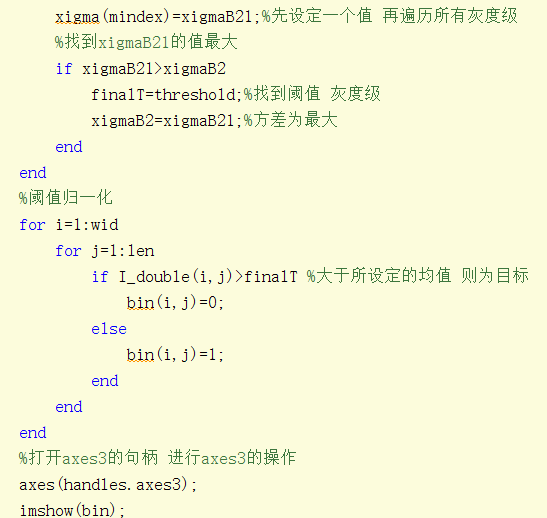 xigma(mindex)=xigmaB21;%先设定一个值 再遍历所有灰度级
%找到xigmaB21的值最大
if xigmaB21>xigmaB2
finalT=threshold;%找到阈值 灰度级
xigmaB2=xigmaB21;%方差为最大
end
end
%阈值归一化
for i=1:wid
for j=1:len
if I_double(i,j)>finalT %大于所设定的均值 则为目标
bin(i,j)=0;
else
bin(i,j)=1;
end
end
end
%打开axes3的句柄 进行axes3的操作
axes(handles.axes3);
imshow(bin);